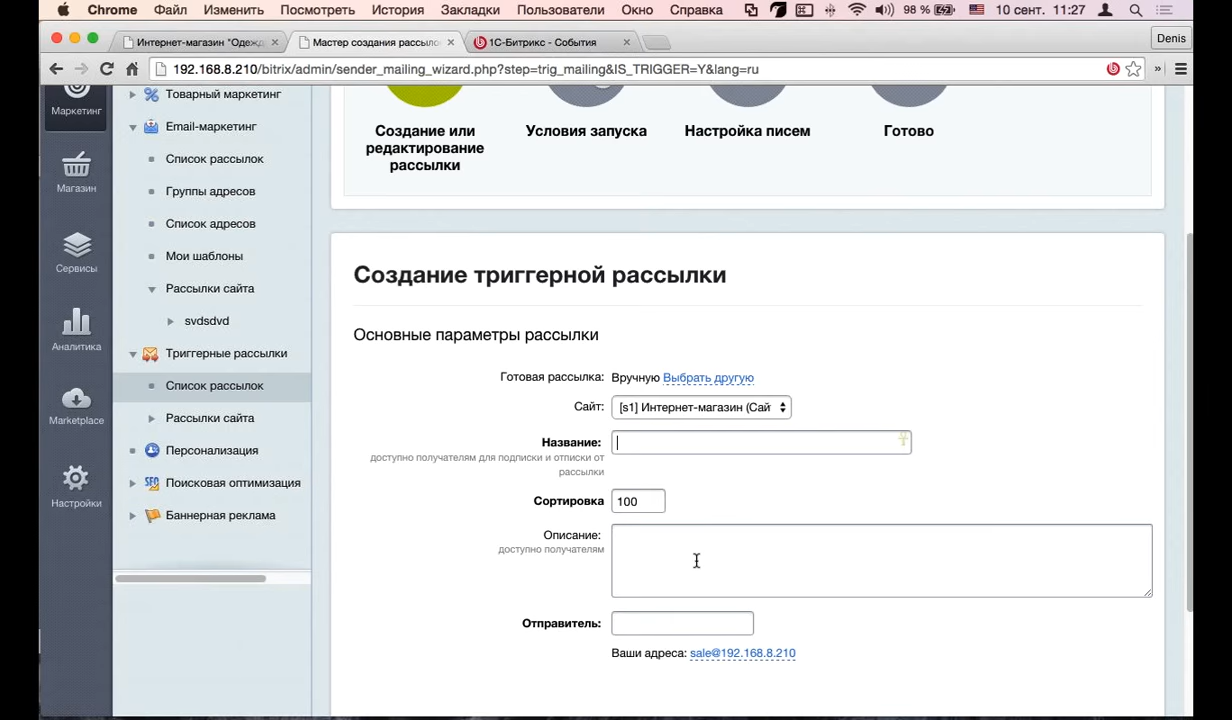 Chrome Файл Изменить Посмотреть История Закладки Пользователи Окно Справка 98 % 10 сент. 11:27
Интернет-магазин "Одежд Мастер создания рассыло 1С-Битрикс - События Denis
192.168.8.210/bitrix/admin/sender_mailing_wizard.php?step=trig_mailing&IS_TRIGGER=Y&lang=ru
Маркетинг
Магазин
Сервисы
Аналитика
Marketplace
Настройки
Товарный маркетинг
Email-маркетинг
Список рассылок
Группы адресов
Список адресов
Мои шаблоны
Рассылки сайта
svdsdvd
Триггерные рассылки
Список рассылок
Рассылки сайта
Персонализация
SEO Поисковая оптимизация
Баннерная реклама
Создание или
редактирование
рассылки
Условия запуска
Настройка писем
Готово
Создание триггерной рассылки
Основные параметры рассылки
Готовая рассылка: Вручную Выбрать другую
Сайт: [s1] Интернет-магазин (Сай
Название:
доступно получателям для подписки и отписки от
рассылки
Сортировка 100
Описание:
доступно получателям
Отправитель:
Ваши адреса: sale@192.168.8.210